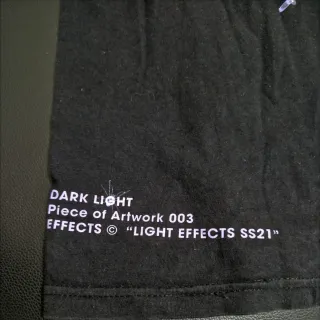 DARK LIGHT
Piece of Artwork 003
EFFECTS © "LIGHT EFFECTS SS21"